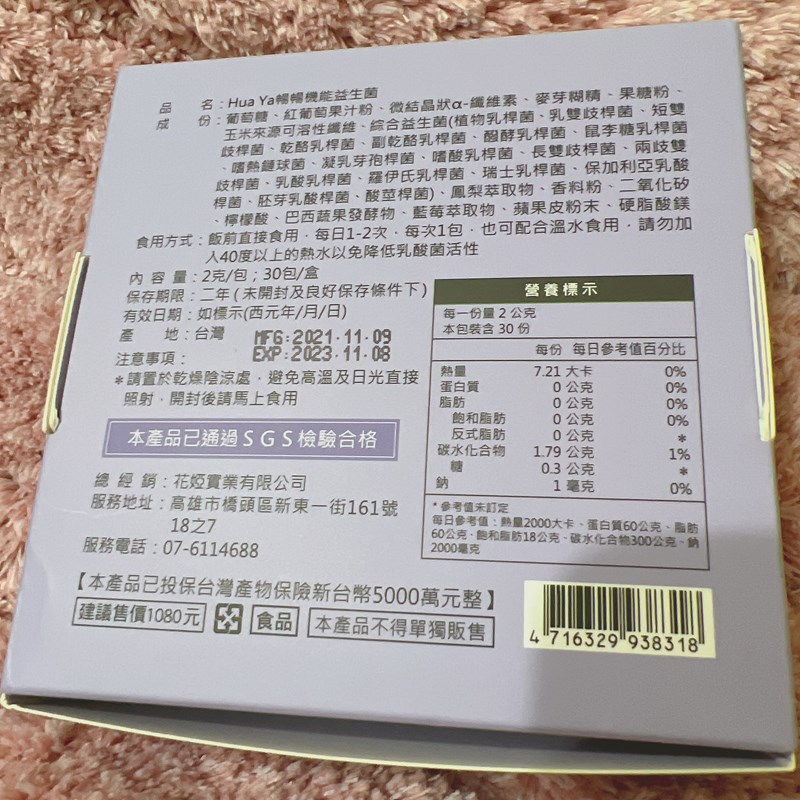 品　　名：Hua Ya暢暢機能益生菌
成　　份：葡萄糖、紅葡萄果汁粉、微結晶狀α-纖維素、麥芽糊精、果糖粉、
玉米來源可溶性纖維、綜合益生菌(植物乳桿菌、乳雙歧桿菌、短雙
歧桿菌、乾酪乳桿菌、副乾酪乳桿菌、醱酵乳桿菌、鼠李糖乳桿菌
、嗜熱鏈球菌、凝乳芽孢桿菌、嗜酸乳桿菌、長雙歧桿菌、兩歧雙
歧桿菌、乳酸乳桿菌、羅伊氏乳桿菌、瑞士乳桿菌、保加利亞乳酸
桿菌、胚芽乳酸桿菌、酸莖桿菌)、鳳梨萃取物、香料粉、二氧化矽
、檸檬酸、巴西蔬果發酵物、藍莓萃取物、蘋果皮粉末、硬脂酸鎂
食用方式：飯前直接食用，每日1-2次，每次1包，也可配合溫水食用，請勿加
入40度以上的熱水以免降低乳酸菌活性
內 容 量：2克/包；30包/盒
保存期限：二年(未開封及良好保存條件下)
有效日期：如標示(西元年/月/日)
產　　地：台灣
MFG:2021.11.09
EXP:2023.11.08
注意事項：
＊請置於乾燥陰涼處，避免高溫及日光直接
照射，開封後請馬上食用
本產品已通過SGS檢驗合格
總 經 銷：花婭實業有限公司
服務地址：高雄市橋頭區新東一街161號
18之7
服務電話：07-6114688
【本產品已投保台灣產物保險新台幣5000萬元整】
建議售價1080元 食品 本產品不得單獨販售
營養標示
每一份量 2 公克
本包裝含 30 份
每份 每日參考值百分比
熱量 7.21 大卡 0%
蛋白質 0 公克 0%
脂肪 0 公克 0%
飽和脂肪 0 公克 0%
反式脂肪 0 公克 *
碳水化合物 1.79 公克 1%
糖 0.3 公克 *
鈉 1 毫克 0%
*參考值未訂定
每日參考值：熱量2000大卡、蛋白質60公克、脂肪
60公克、飽和脂肪18公克、碳水化合物300公克、鈉
2000毫克
4 716329 938318